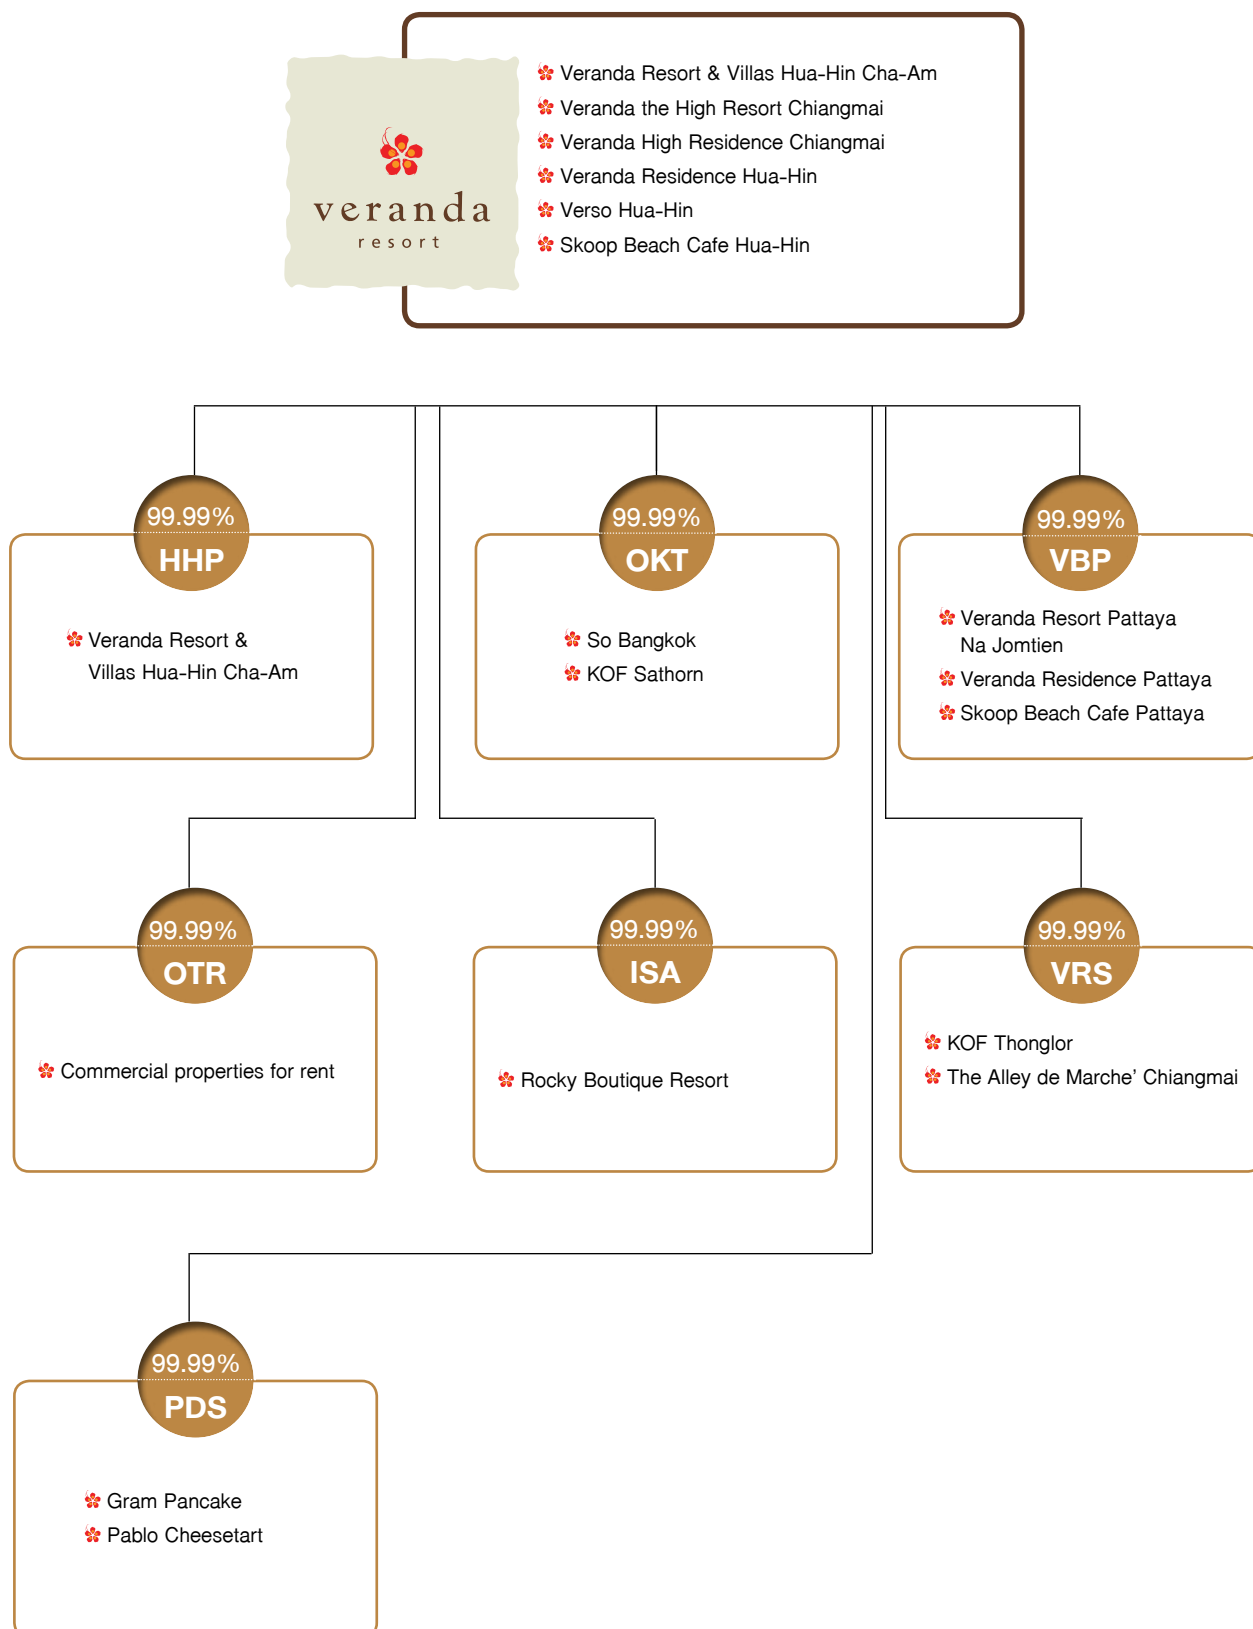 veranda
resort
Veranda Resort & Villas Hua-Hin Cha-Am
Veranda the High Resort Chiangmai
Veranda High Residence Chiangmai
Veranda Residence Hua-Hin
Verso Hua-Hin
Skoop Beach Cafe Hua-Hin
99.99%
HHP
Veranda Resort &
Villas Hua-Hin Cha-Am
99.99%
OKT
So Bangkok
KOF Sathorn
99.99%
VBP
Veranda Resort Pattaya
Na Jomtien
Veranda Residence Pattaya
Skoop Beach Cafe Pattaya
99.99%
OTR
Commercial properties for rent
99.99%
ISA
Rocky Boutique Resort
99.99%
VRS
KOF Thonglor
The Alley de Marche' Chiangmai
99.99%
PDS
Gram Pancake
Pablo Cheesetart